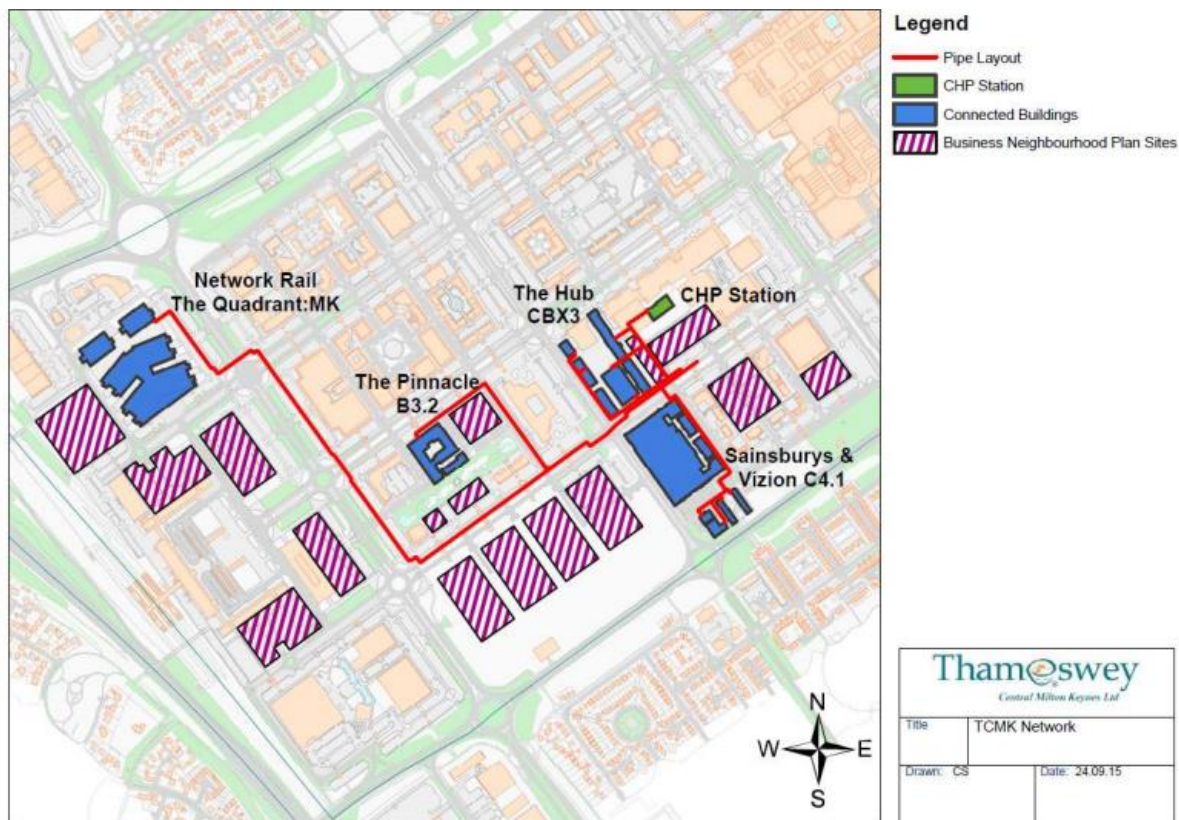 Legend
Pipe Layout
CHP Station
Connected Buildings
Business Neighbourhood Plan Sites
Network Rail
The Quadrant:MK
The Hub
CBX3
CHP Station
The Pinnacle
B3.2
Sainsburys &
Vizion C4.1
N
W E
S
Thameswey
Central Milton Keynes Ltd
Title TCMK Network
Drawn: CS Date: 24.09.15